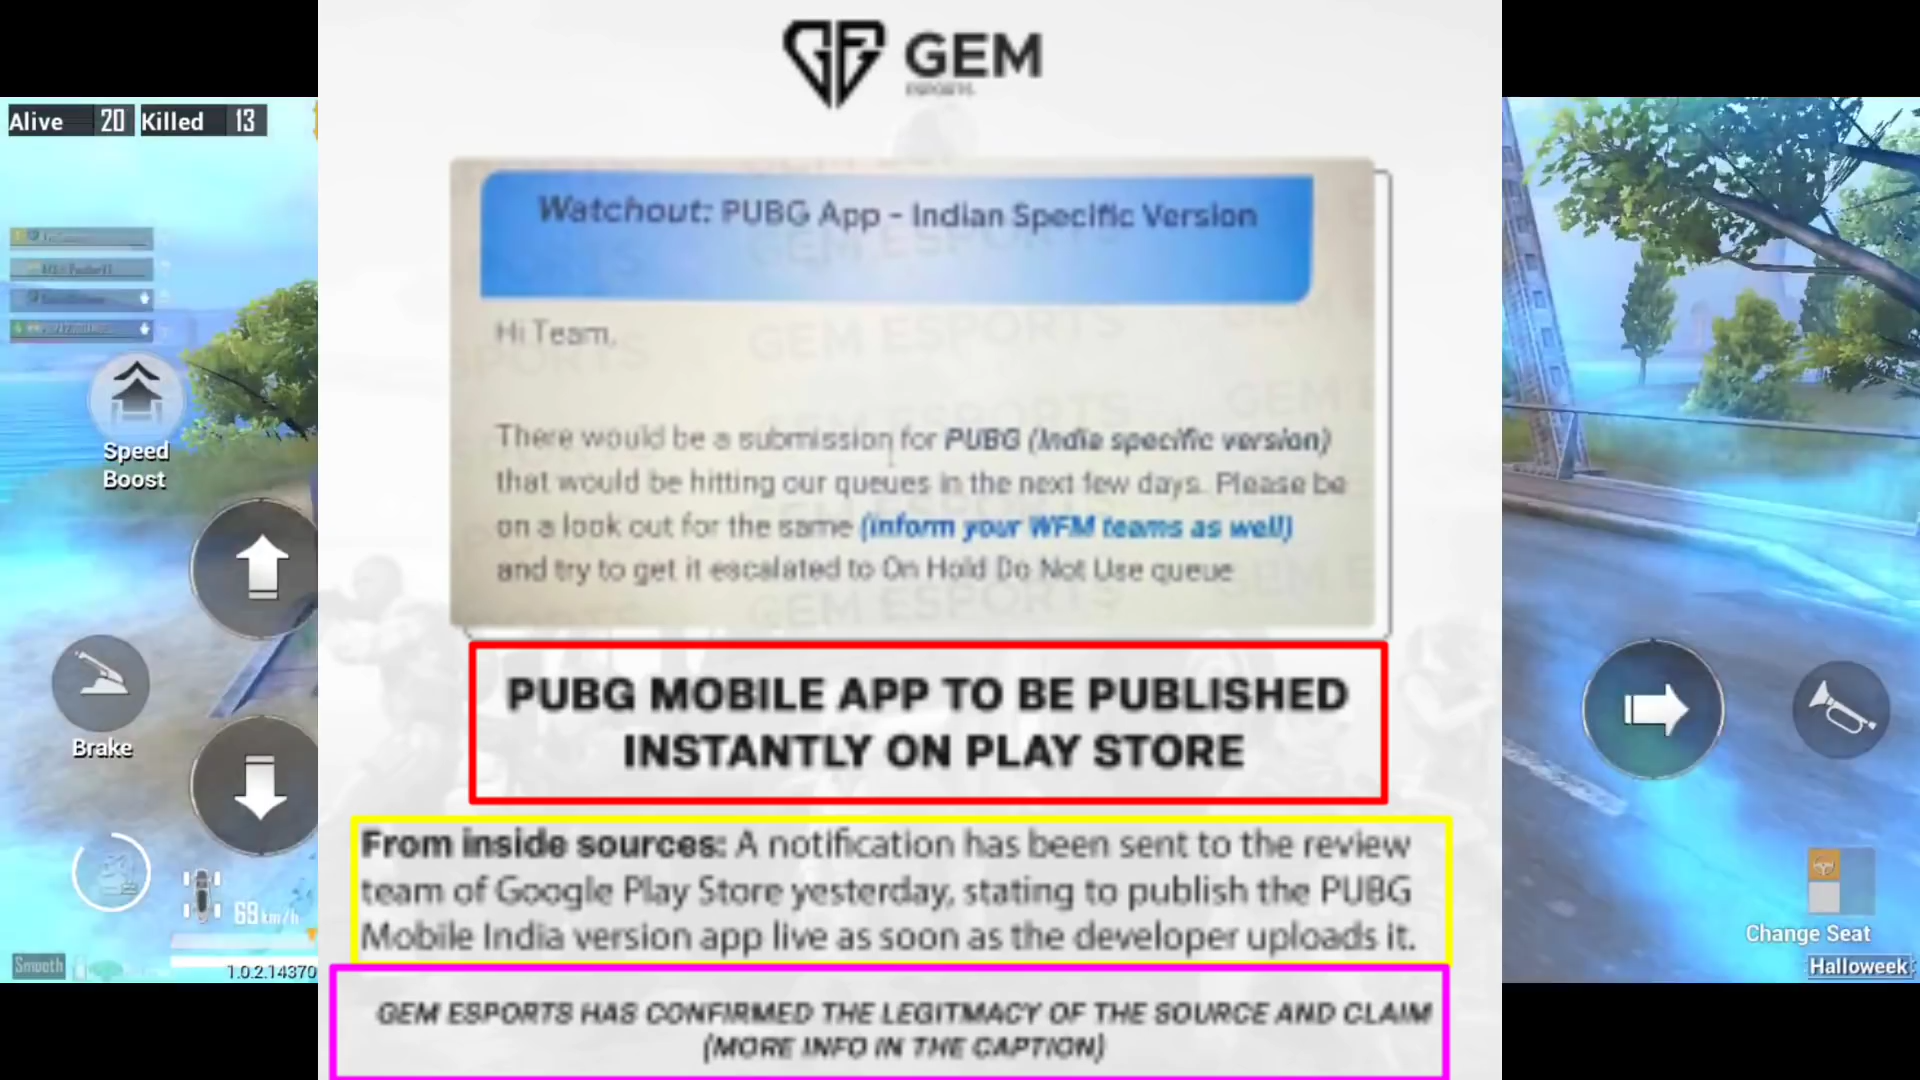 GEM
ESPORTS
Alive 20 Killed 13
Watchout: PUBG App - Indian Specific Version
Hi Team,
There would be a submission for PUBG (India specific version)
that would be hitting our queues in the next few days. Please be
on a look out for the same (inform your WFM teams as well)
and try to get it escalated to On Hold Do Not Use queue
Speed
Boost
Brake
PUBG MOBILE APP TO BE PUBLISHED
INSTANTLY ON PLAY STORE
From inside sources: A notification has been sent to the review
team of Google Play Store yesterday, stating to publish the PUBG
Mobile India version app live as soon as the developer uploads it.
GEM ESPORTS HAS CONFIRMED THE LEGITMACY OF THE SOURCE AND CLAIM
(MORE INFO IN THE CAPTION)
69 km/h
Smooth
1.0.2.14370
Change Seat
Halloweek